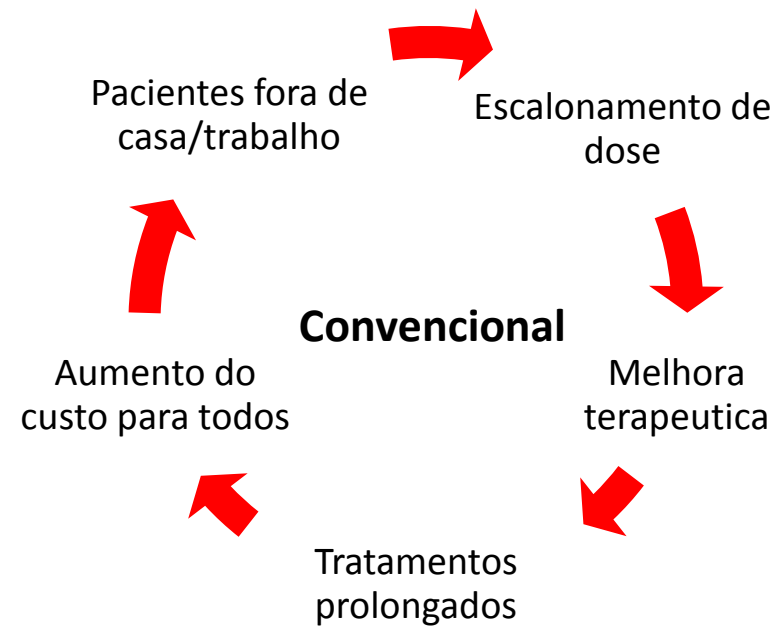 Pacientes fora de
casa/trabalho
Escalonamento de
dose
Convencional
Aumento do
custo para todos
Melhora
terapeutica
Tratamentos
prolongados